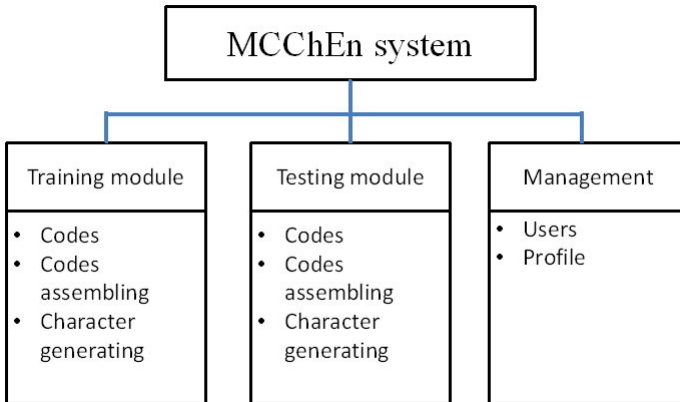 MCChEn system
Training module
• Codes
• Codes
assembling
• Character
generating
Testing module
• Codes
• Codes
assembling
• Character
generating
Management
• Users
• Profile